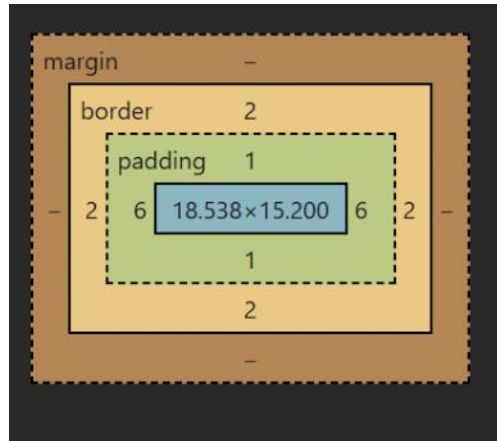 margin –
border 2
padding 1
– 2 6 18.538×15.200 6 2 –
1
2
–